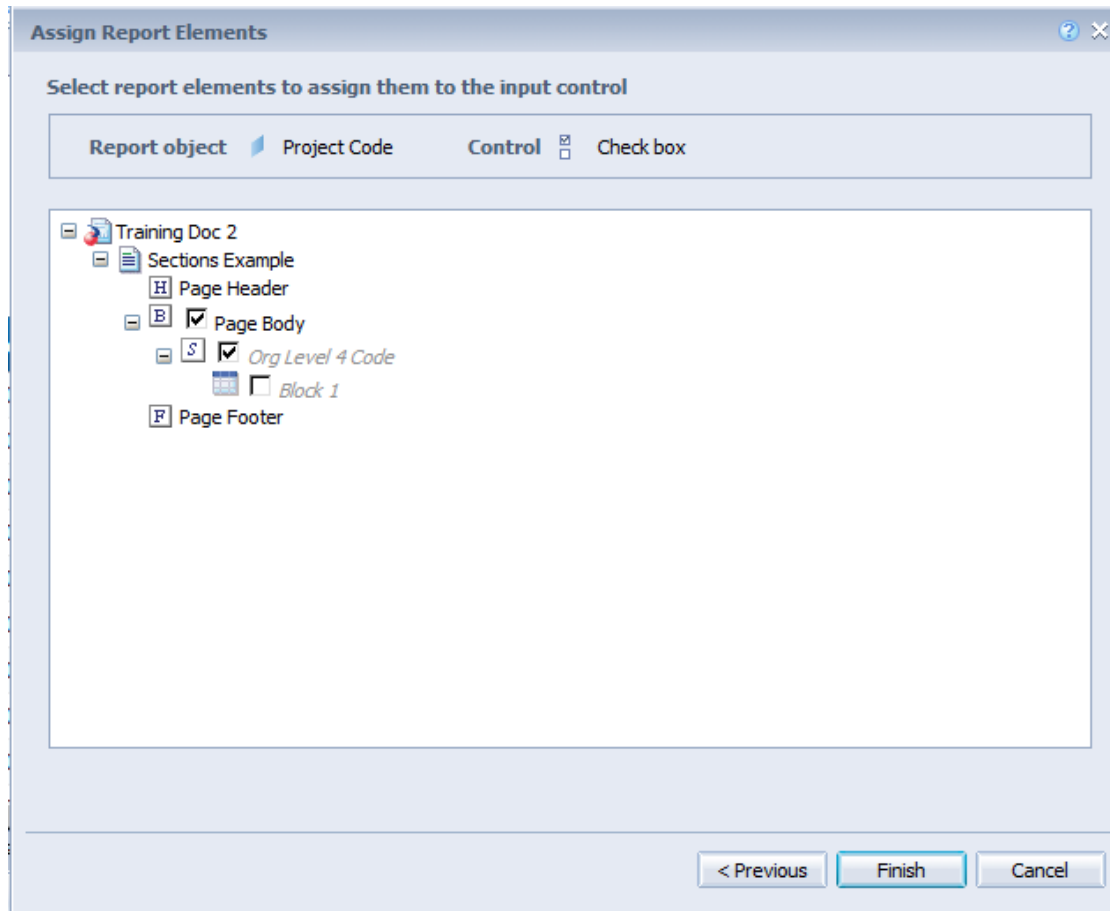 Assign Report Elements
Select report elements to assign them to the input control
Report object Project Code Control Check box
Training Doc 2
Sections Example
H Page Header
B Page Body
S Org Level 4 Code
Block 1
F Page Footer
< Previous Finish Cancel